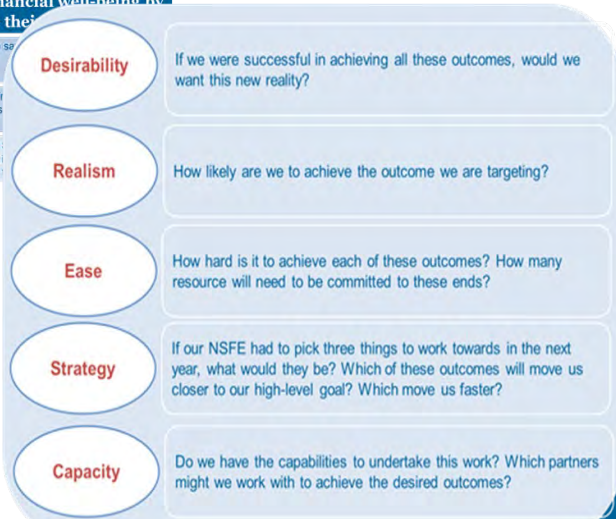 nancial well-being by
their
Desirability
If we were successful in achieving all these outcomes, would we
want this new reality?
Realism
How likely are we to achieve the outcome we are targeting?
Ease
How hard is it to achieve each of these outcomes? How many
resource will need to be committed to these ends?
Strategy
If our NSFE had to pick three things to work towards in the next
year, what would they be? Which of these outcomes will move us
closer to our high-level goal? Which move us faster?
Capacity
Do we have the capabilities to undertake this work? Which partners
might we work with to achieve the desired outcomes?